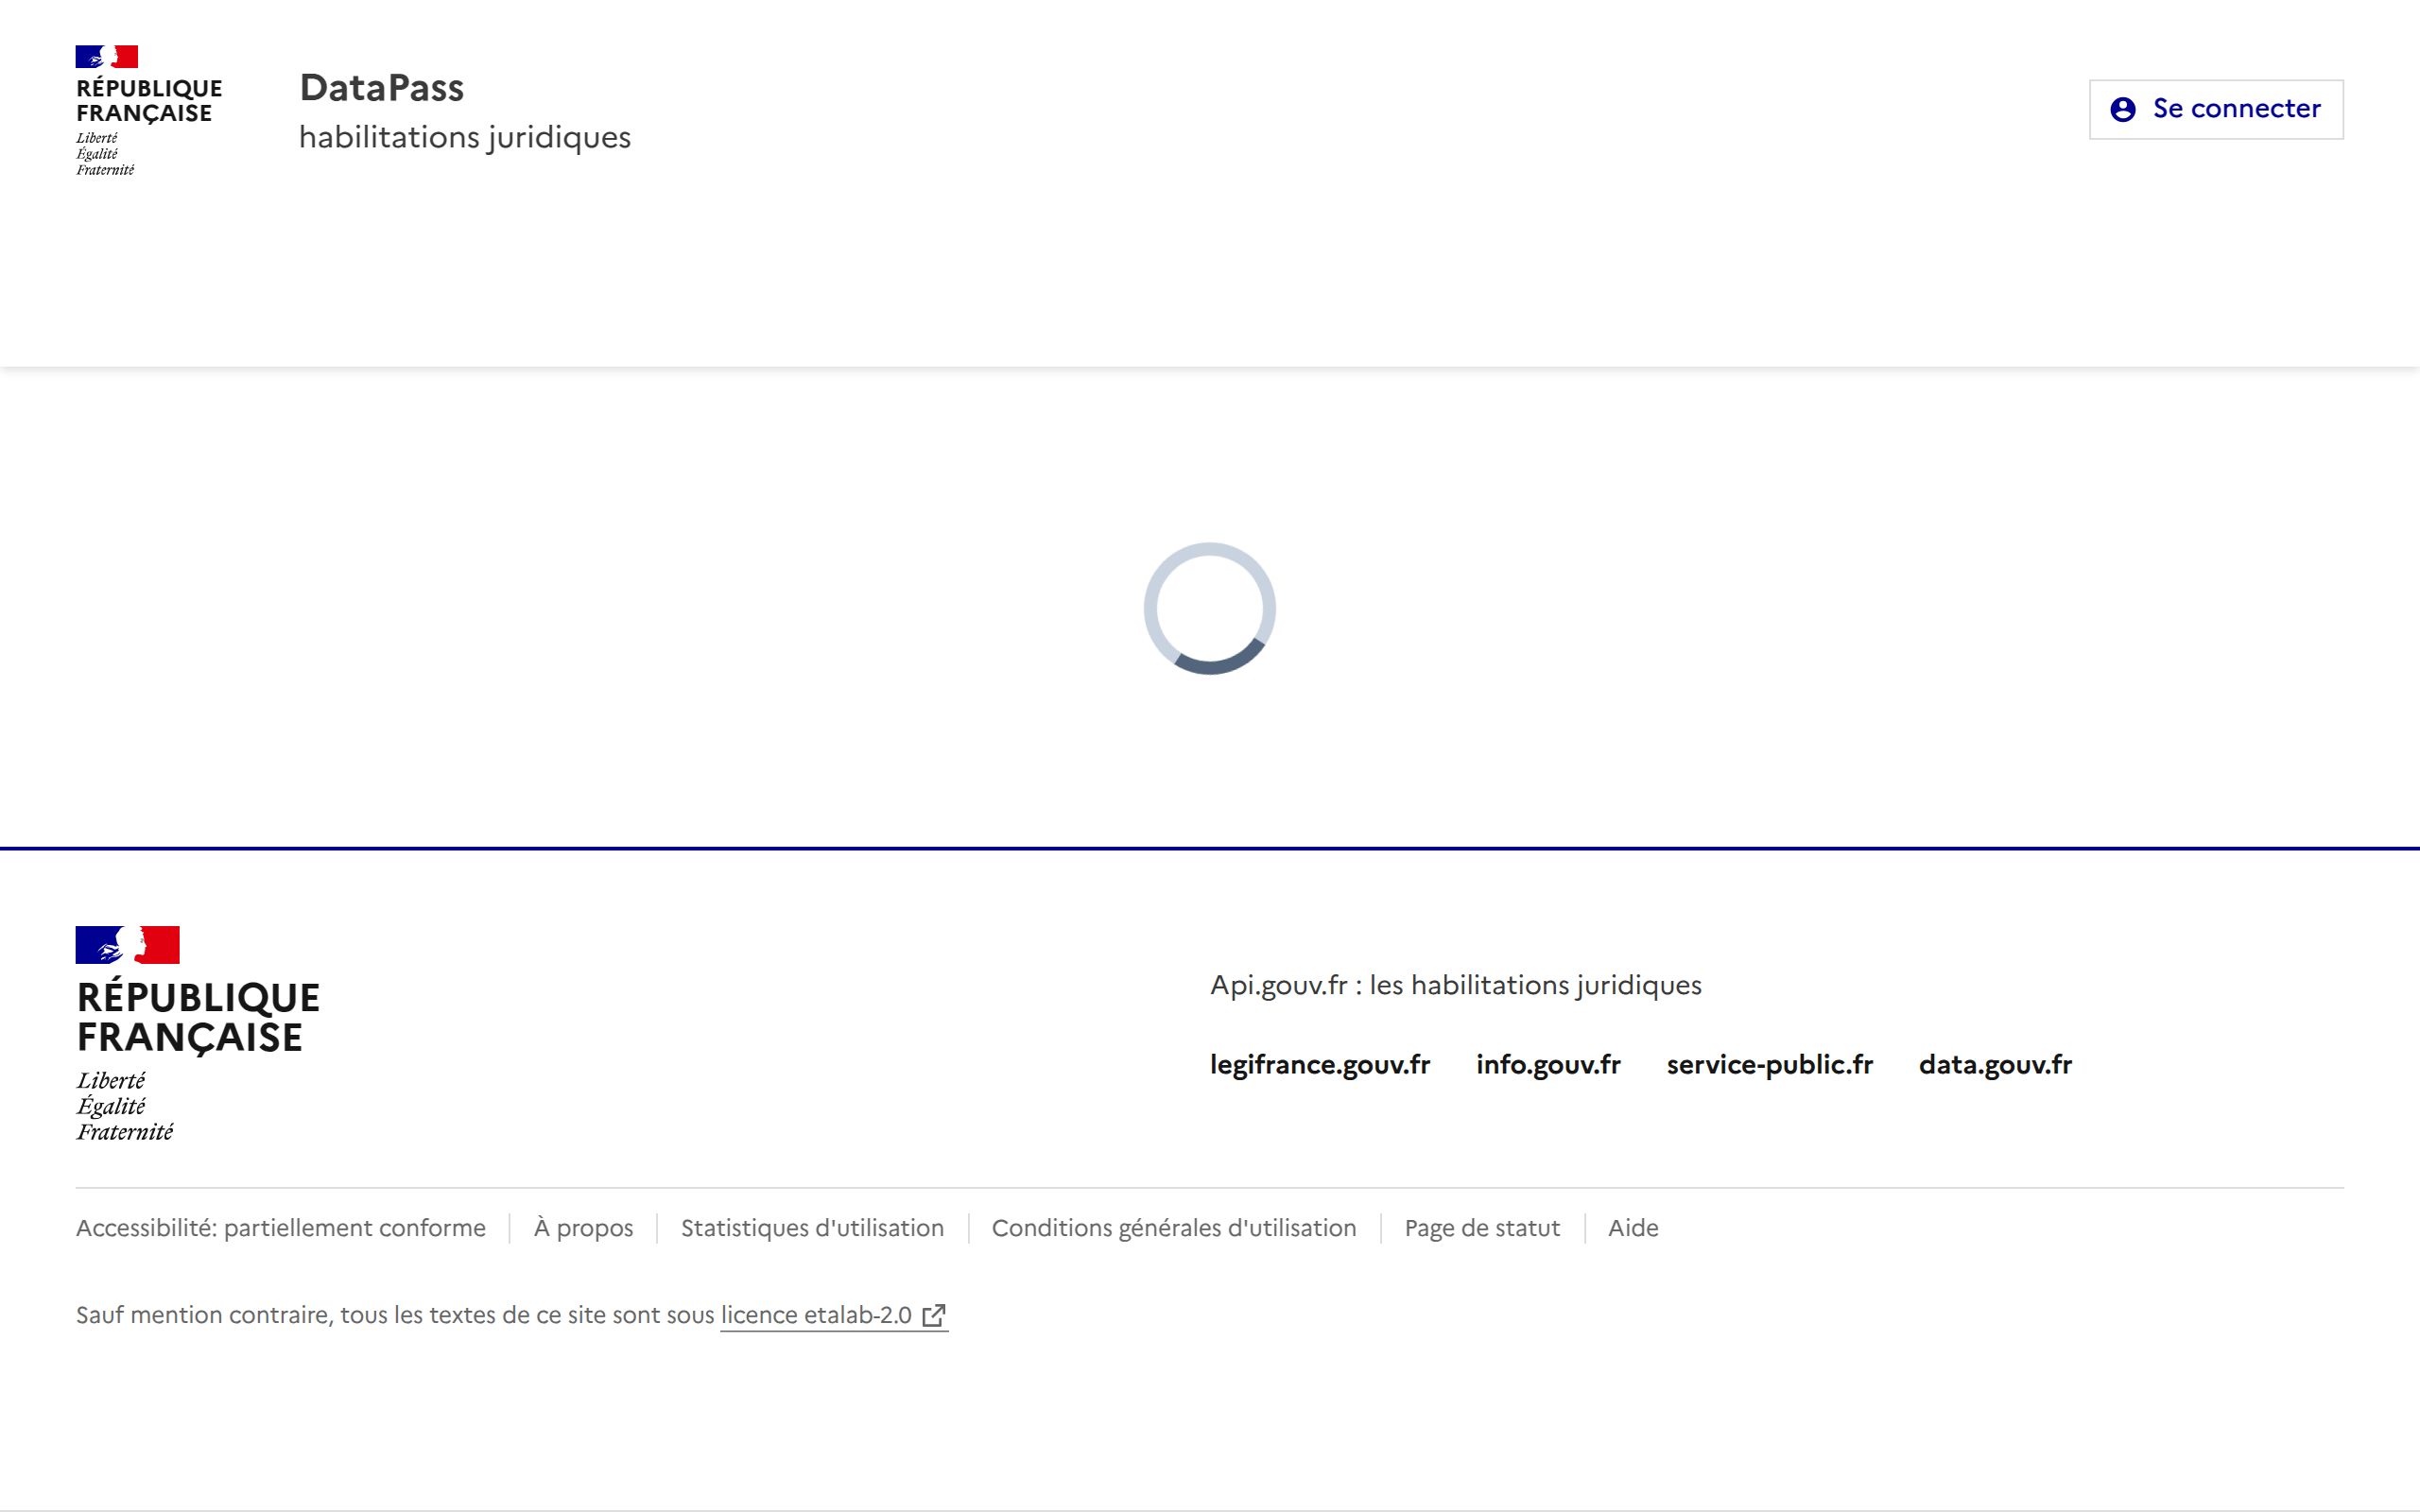 RÉPUBLIQUE
FRANÇAISE
Liberté
Égalité
Fraternité
DataPass
habilitations juridiques
Se connecter
RÉPUBLIQUE
FRANÇAISE
Liberté
Égalité
Fraternité
Api.gouv.fr : les habilitations juridiques
legifrance.gouv.fr info.gouv.fr service-public.fr data.gouv.fr
Accessibilité: partiellement conforme À propos Statistiques d'utilisation Conditions générales d'utilisation Page de statut Aide
Sauf mention contraire, tous les textes de ce site sont sous licence etalab-2.0